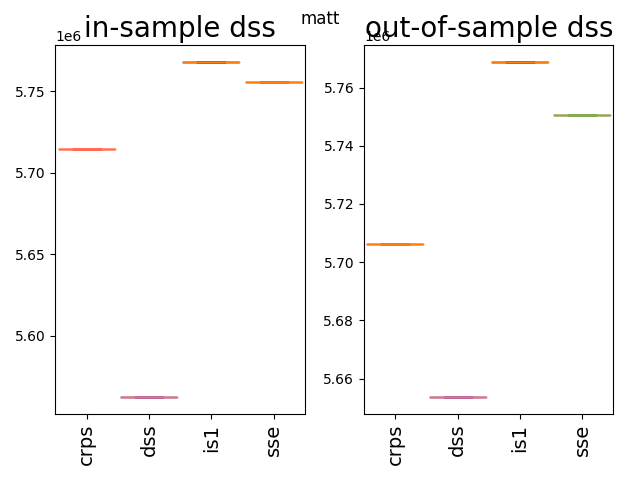 matt
in-sample dss
1e6
5.75
5.70
5.65
5.60
crps
dss
is1
sse
out-of-sample dss
1e6
5.76
5.74
5.72
5.70
5.68
5.66
crps
dss
is1
sse